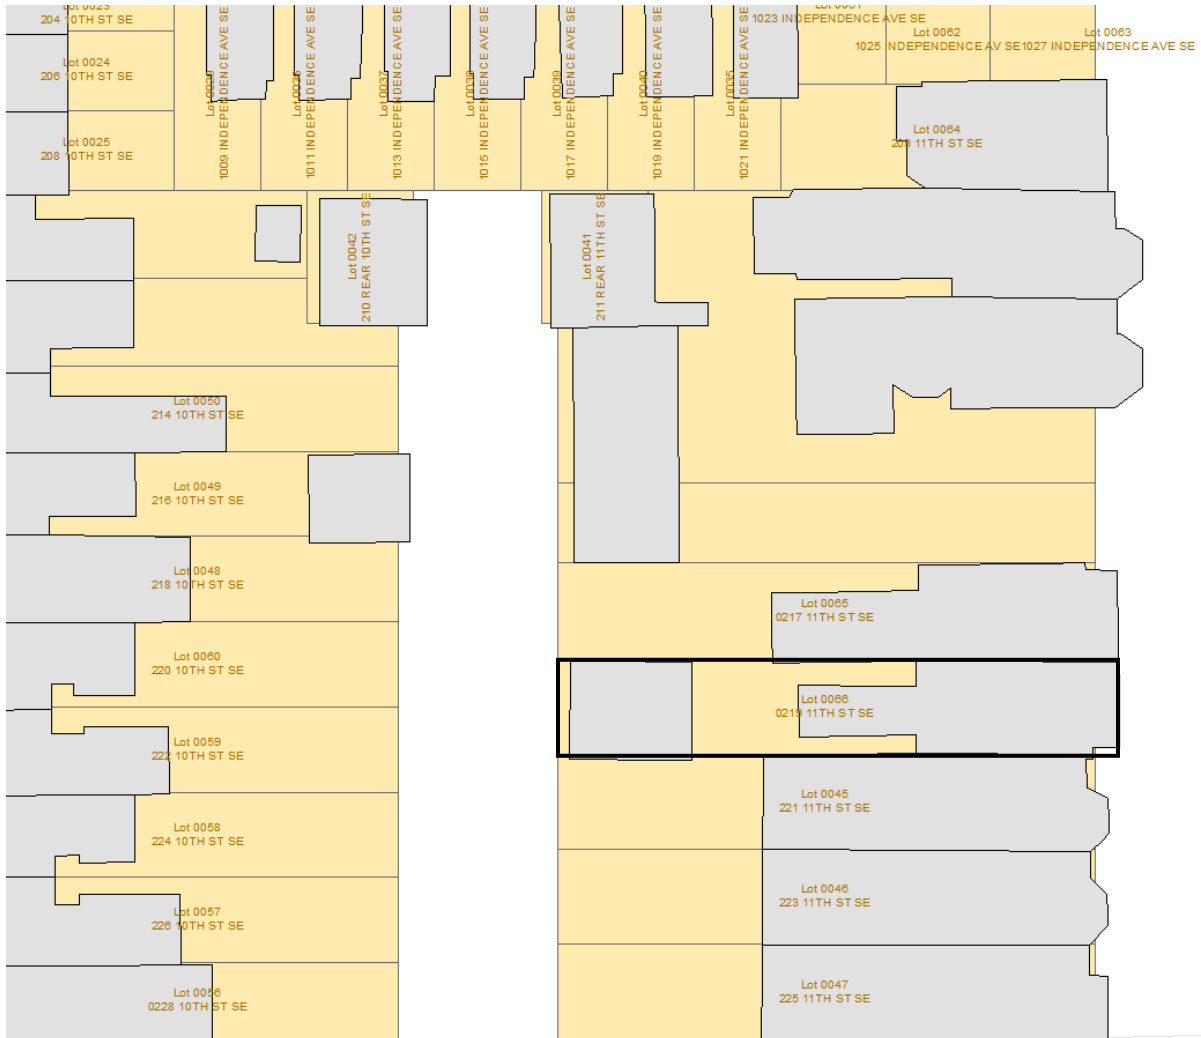 204 10TH ST SE
Lot 0024
206 10TH ST SE
Lot 0025
208 10TH ST SE
1009 INDEPENDENCE AVE SE
1011 INDEPENDENCE AVE SE
Lot 0037
1013 INDEPENDENCE AVE SE
Lot 0038
1015 INDEPENDENCE AVE SE
Lot 0039
1017 INDEPENDENCE AVE SE
Lot 0040
1019 INDEPENDENCE AVE SE
Lot 0035
1021 INDEPENDENCE AVE SE
1023 INDEPENDENCE AVE SE
Lot 0062
1025 INDEPENDENCE AV SE
Lot 0063
1027 INDEPENDENCE AVE SE
Lot 0064
209 11TH ST SE
Lot 0042
210 REAR 10TH ST SE
Lot 0041
211 REAR 11TH ST SE
Lot 0050
214 10TH ST SE
Lot 0049
216 10TH ST SE
Lot 0048
218 10TH ST SE
Lot 0060
220 10TH ST SE
Lot 0059
222 10TH ST SE
Lot 0058
224 10TH ST SE
Lot 0057
226 10TH ST SE
Lot 0056
0228 10TH ST SE
Lot 0065
0217 11TH ST SE
Lot 0066
0219 11TH ST SE
Lot 0045
221 11TH ST SE
Lot 0046
223 11TH ST SE
Lot 0047
225 11TH ST SE